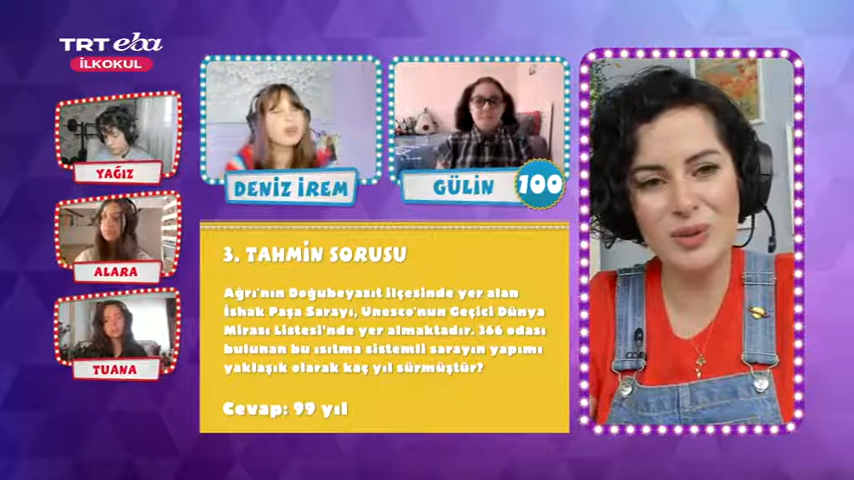 TRT eba
İLKOKUL
YAĞIZ
ALARA
TUANA
DENİZ İREM
GÜLİN
100
3. TAHMİN SORUSU
Ağrı'nın Doğubeyazıt ilçesinde yer alan
İshak Paşa Sarayı, Unesco'nun Geçici Dünya
Mirası Listesi'nde yer almaktadır. 366 odası
bulunan bu ısıtma sistemli sarayın yapımı
yaklaşık olarak kaç yıl sürmüştür?
Cevap: 99 yıl